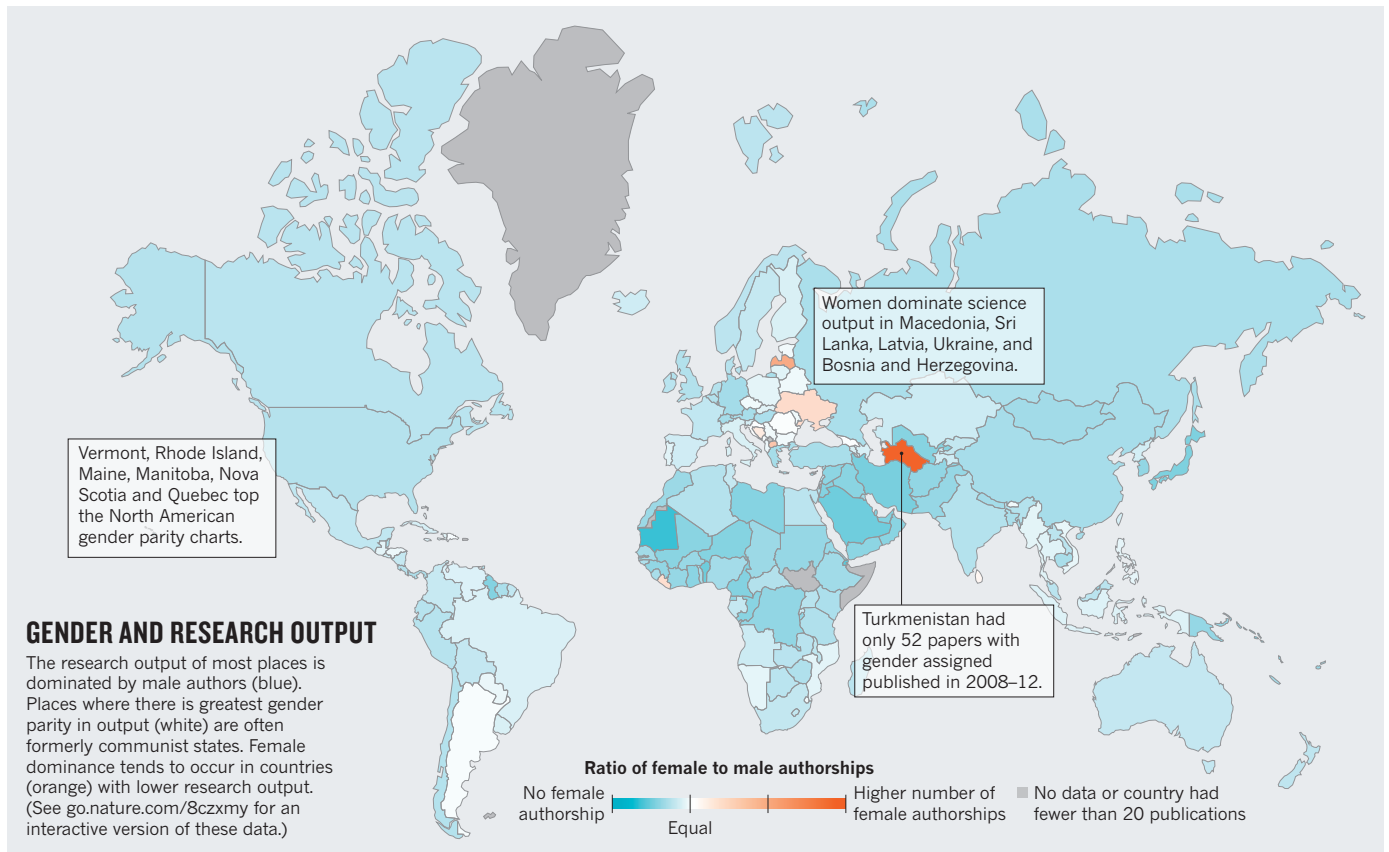 Women dominate science
output in Macedonia, Sri
Lanka, Latvia, Ukraine, and
Bosnia and Herzegovina.
Vermont, Rhode Island,
Maine, Manitoba, Nova
Scotia and Quebec top
the North American
gender parity charts.
Turkmenistan had
only 52 papers with
gender assigned
published in 2008–12.
GENDER AND RESEARCH OUTPUT
The research output of most places is
dominated by male authors (blue).
Places where there is greatest gender
parity in output (white) are often
formerly communist states. Female
dominance tends to occur in countries
(orange) with lower research output.
(See go.nature.com/8czxmy for an
interactive version of these data.)
Ratio of female to male authorships
No female
authorship
Equal
Higher number of
female authorships
No data or country had
fewer than 20 publications